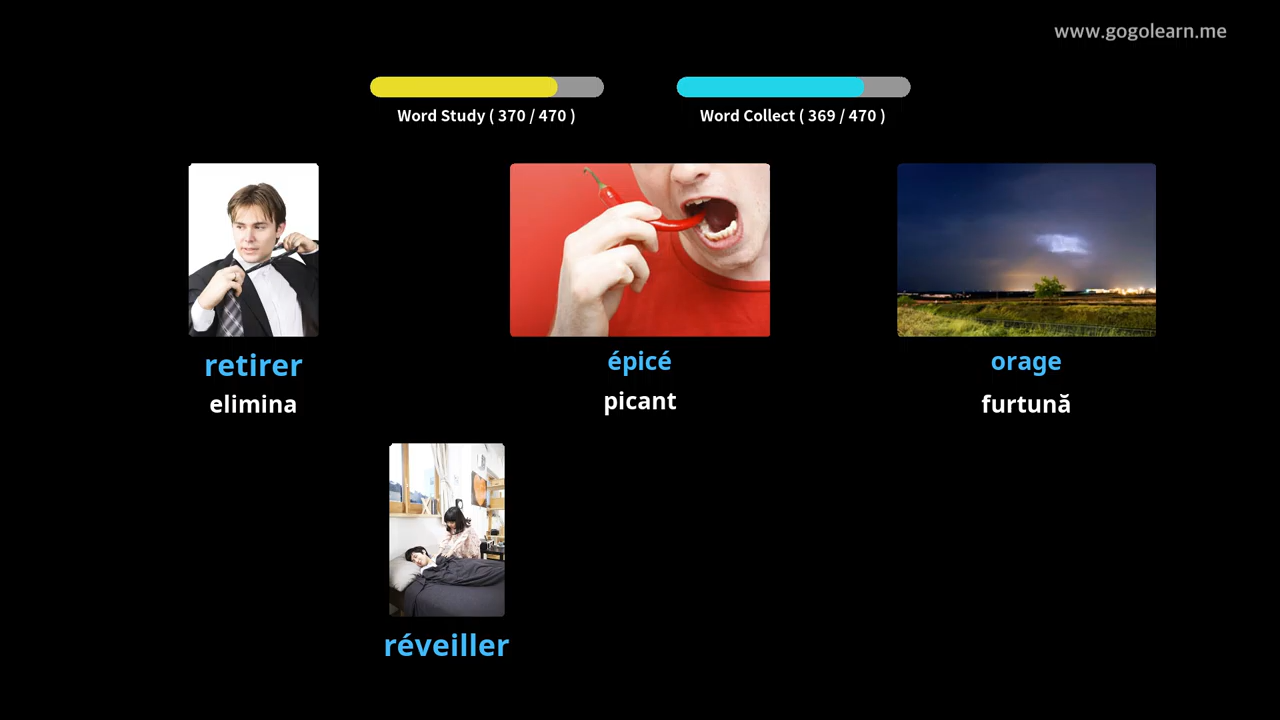 www.gogolearn.me
Word Study ( 370 / 470 )
Word Collect ( 369 / 470 )
retirer
elimina
épicé
picant
orage
furtună
réveiller